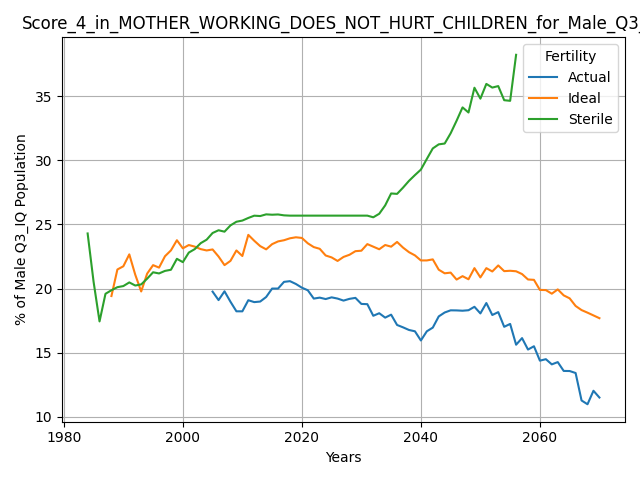 Score_4_in_MOTHER_WORKING_DOES_NOT_HURT_CHILDREN_for_Male_Q3_
Fertility
Actual
Ideal
Sterile
% of Male Q3_IQ Population
35
30
25
20
15
10
1980
2000
2020
2040
2060
Years